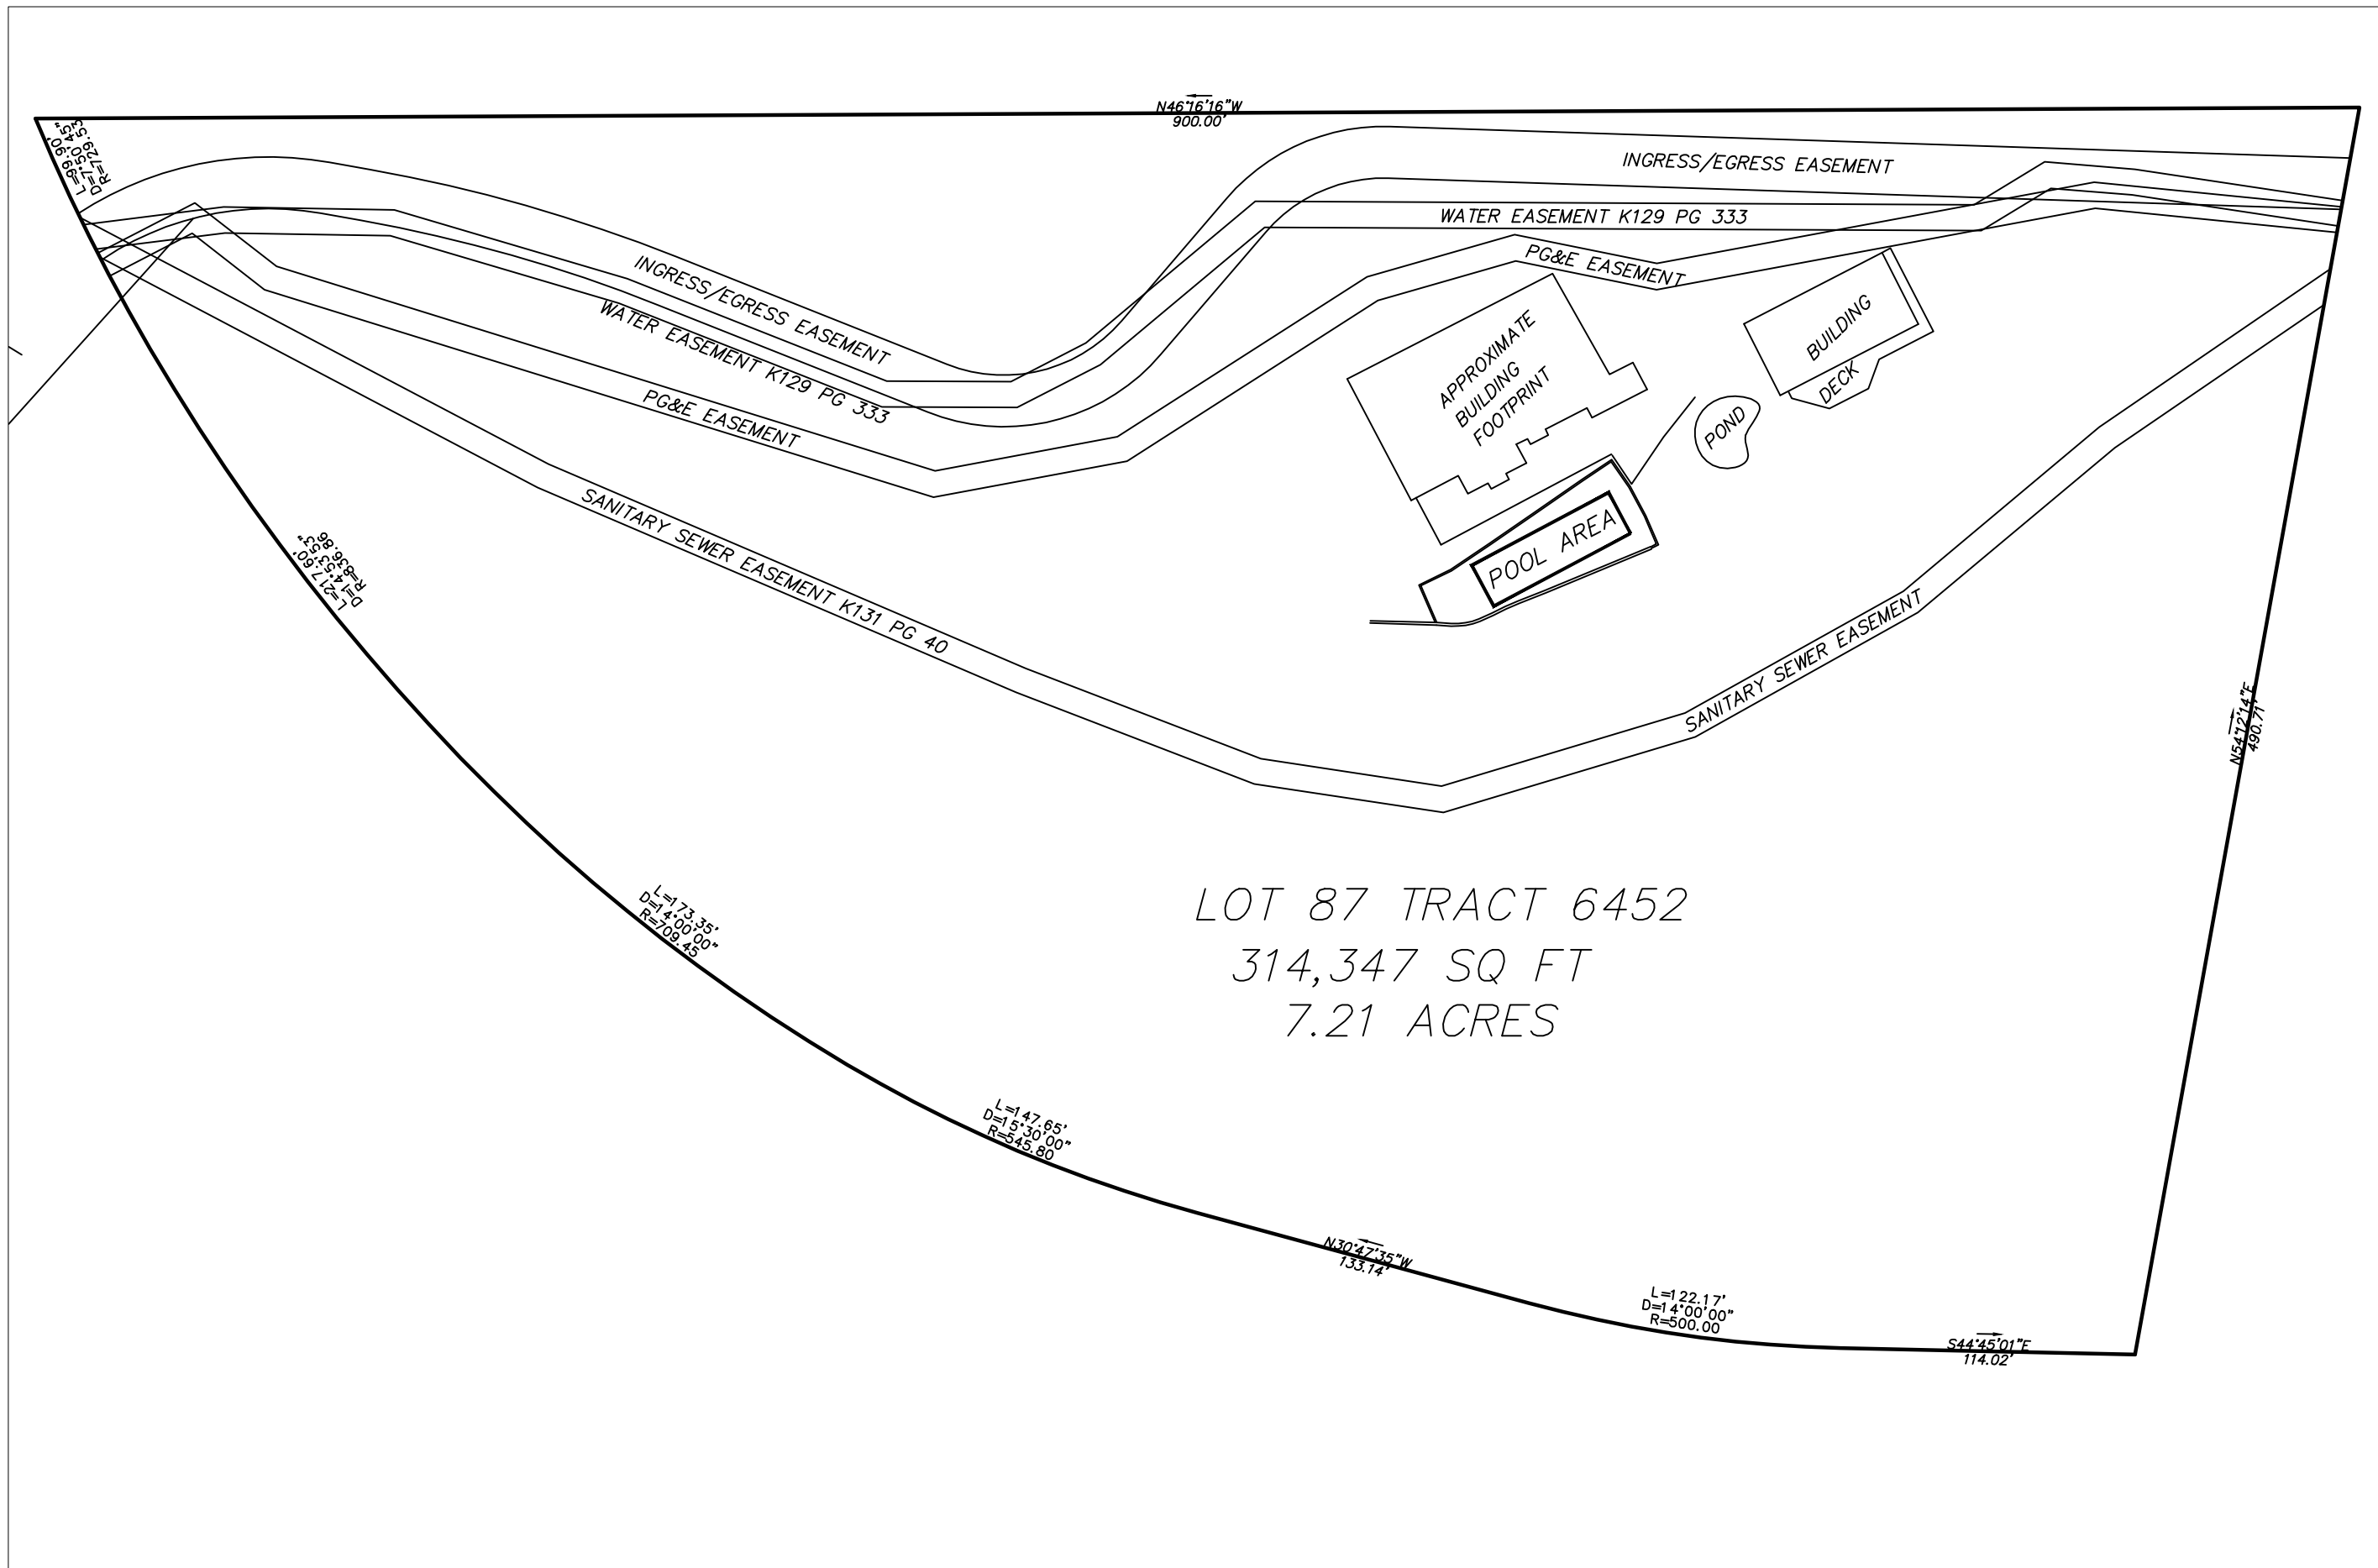 N46°16'16"W
900.00'
L=99.90'
D=7°50'45"
R=729.53
INGRESS/EGRESS EASEMENT
WATER EASEMENT K129 PG 333
PG&E EASEMENT
INGRESS/EGRESS EASEMENT
WATER EASEMENT K129 PG 333
PG&E EASEMENT
APPROXIMATE
BUILDING
FOOTPRINT
BUILDING
DECK
POND
POOL AREA
SANITARY SEWER EASEMENT K131 PG 40
SANITARY SEWER EASEMENT
L=217.60'
D=14°53'53"
R=836.86
N54°12'14"E
490.71'
LOT 87 TRACT 6452
314,347 SQ FT
7.21 ACRES
L=173.35'
D=14°00'00"
R=709.45
L=147.65'
D=15°30'00"
R=545.80
N30°47'35"W
133.14'
L=122.17'
D=14°00'00"
R=500.00
S44°45'01"E
114.02'